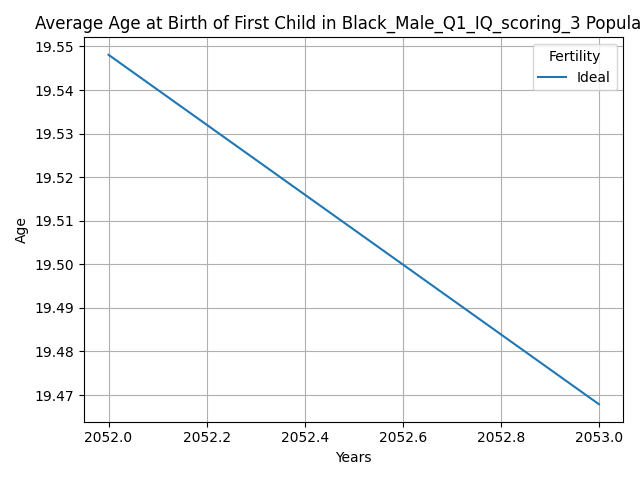 Average Age at Birth of First Child in Black_Male_Q1_IQ_scoring_3 Popula
19.55
Fertility
Ideal
19.54
19.53
19.52
19.51
Age
19.50
19.49
19.48
19.47
2052.0 2052.2 2052.4 2052.6 2052.8 2053.0
Years